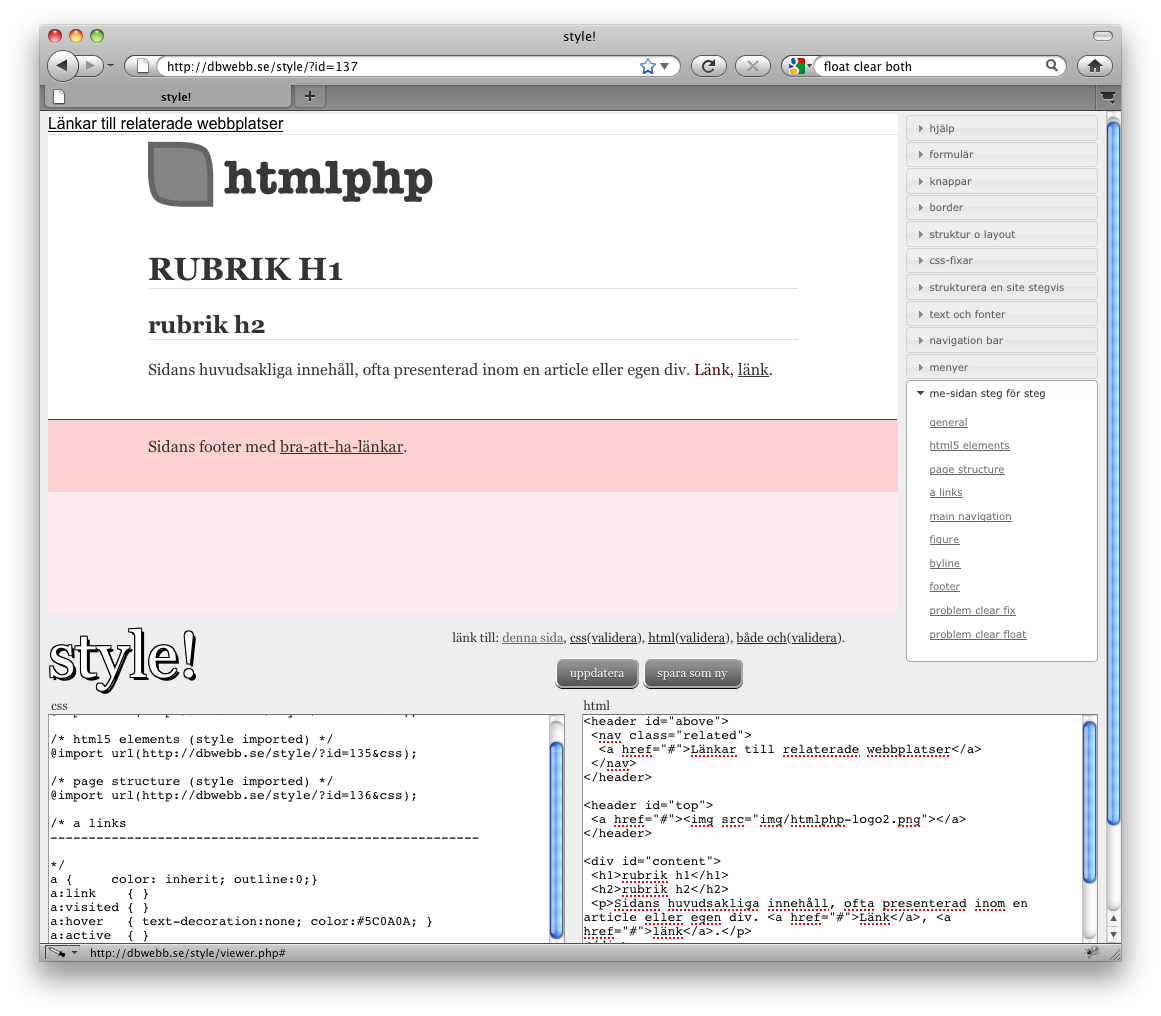 style!
http://dbwebb.se/style/?id=137
float clear both
style!
Länkar till relaterade webbplatser
htmlphp
RUBRIK H1
rubrik h2
Sidans huvudsakliga innehåll, ofta presenterad inom en article eller egen div. Länk, länk.
Sidans footer med bra-att-ha-länkar.
hjälp
formulär
knappar
border
struktur o layout
css-fixar
strukturera en site stegvis
text och fonter
navigation bar
menyer
me-sidan steg för steg
general
html5 elements
page structure
a links
main navigation
figure
byline
footer
problem clear fix
problem clear float
style!
länk till: denna sida, css(validera), html(validera), både och(validera).
uppdatera
spara som ny
css
/* html5 elements (style imported) */
@import url(http://dbwebb.se/style/?id=135&css);
/* page structure (style imported) */
@import url(http://dbwebb.se/style/?id=136&css);
/* a links
--------------------------------------------------------
*/
a {     color: inherit; outline:0;}
a:link    { }
a:visited { }
a:hover   { text-decoration:none; color:#5C0A0A; }
a:active  { }
html
<header id="above">
 <nav class="related">
  <a href="#">Länkar till relaterade webbplatser</a>
 </nav>
</header>
<header id="top">
 <a href="#"><img src="img/htmlphp-logo2.png"></a>
</header>
<div id="content">
 <h1>rubrik h1</h1>
 <h2>rubrik h2</h2>
 <p>Sidans huvudsakliga innehåll, ofta presenterad inom en
article eller egen div. <a href="#">Länk</a>, <a
href="#">länk</a>.</p>
http://dbwebb.se/style/viewer.php#